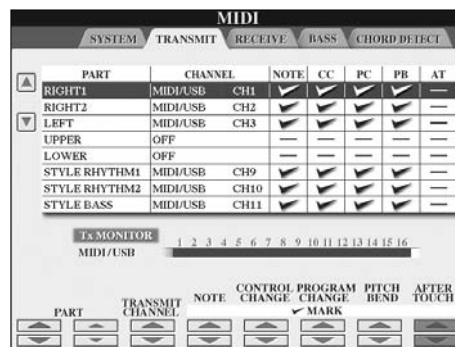 MIDI
SYSTEM TRANSMIT RECEIVE BASS CHORD DETECT
PART CHANNEL NOTE CC PC PB AT
RIGHT1 MIDI/USB CH1 —
RIGHT2 MIDI/USB CH2 —
LEFT MIDI/USB CH3 —
UPPER OFF — — — — —
LOWER OFF — — — — —
STYLE RHYTHM1 MIDI/USB CH9 —
STYLE RHYTHM2 MIDI/USB CH10 —
STYLE BASS MIDI/USB CH11 —
Tx MONITOR 1 2 3 4 5 6 7 8 9 10 11 12 13 14 15 16
MIDI/USB
PART TRANSMIT CHANNEL NOTE CONTROL CHANGE PROGRAM CHANGE PITCH BEND AFTER TOUCH
MARK